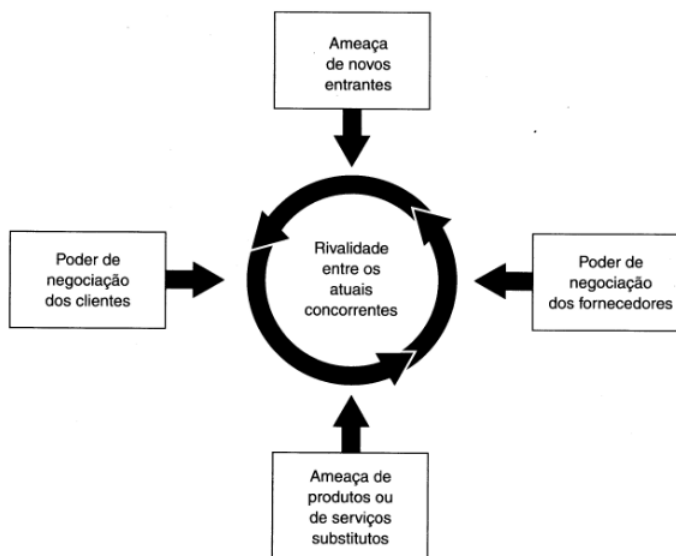 Ameaça
de novos
entrantes
Poder de
negociação
dos clientes
Rivalidade
entre os
atuais
concorrentes
Poder de
negociação
dos fornecedores
Ameaça de
produtos ou
de serviços
substitutos